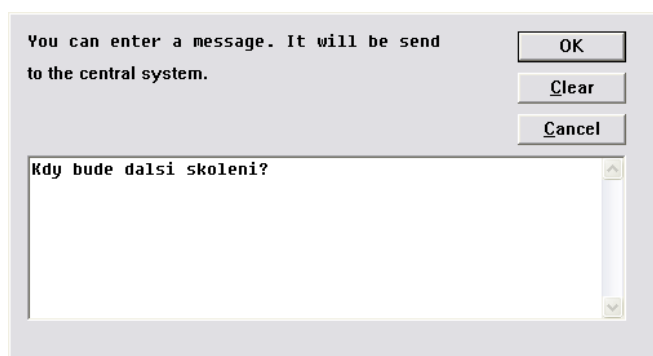 You can enter a message. It will be send
to the central system.
OK
Clear
Cancel
Kdy bude dalsi skoleni?